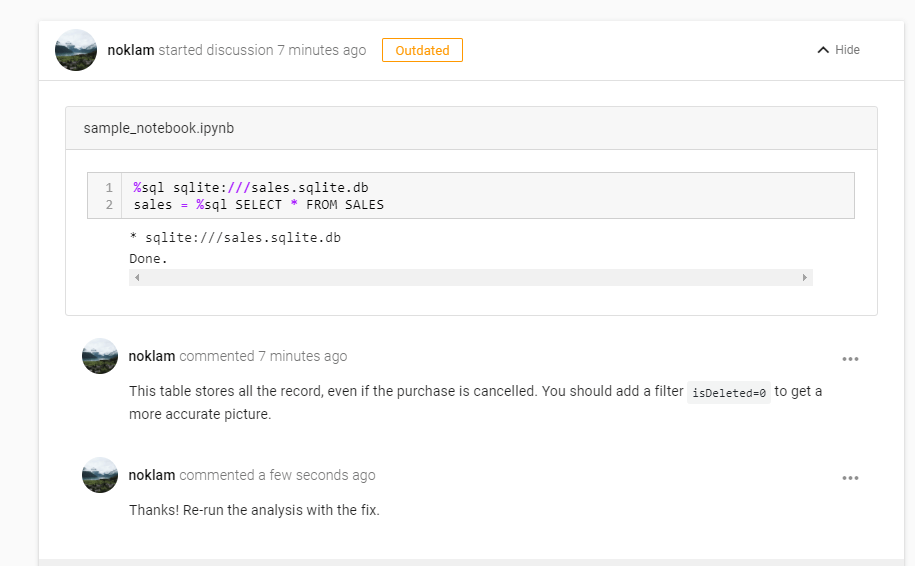 noklam started discussion 7 minutes ago Outdated Hide
sample_notebook.ipynb
1 %sql sqlite:///sales.sqlite.db
2 sales = %sql SELECT * FROM SALES
* sqlite:///sales.sqlite.db
Done.
noklam commented 7 minutes ago
This table stores all the record, even if the purchase is cancelled. You should add a filter isDeleted=0 to get a
more accurate picture.
noklam commented a few seconds ago
Thanks! Re-run the analysis with the fix.